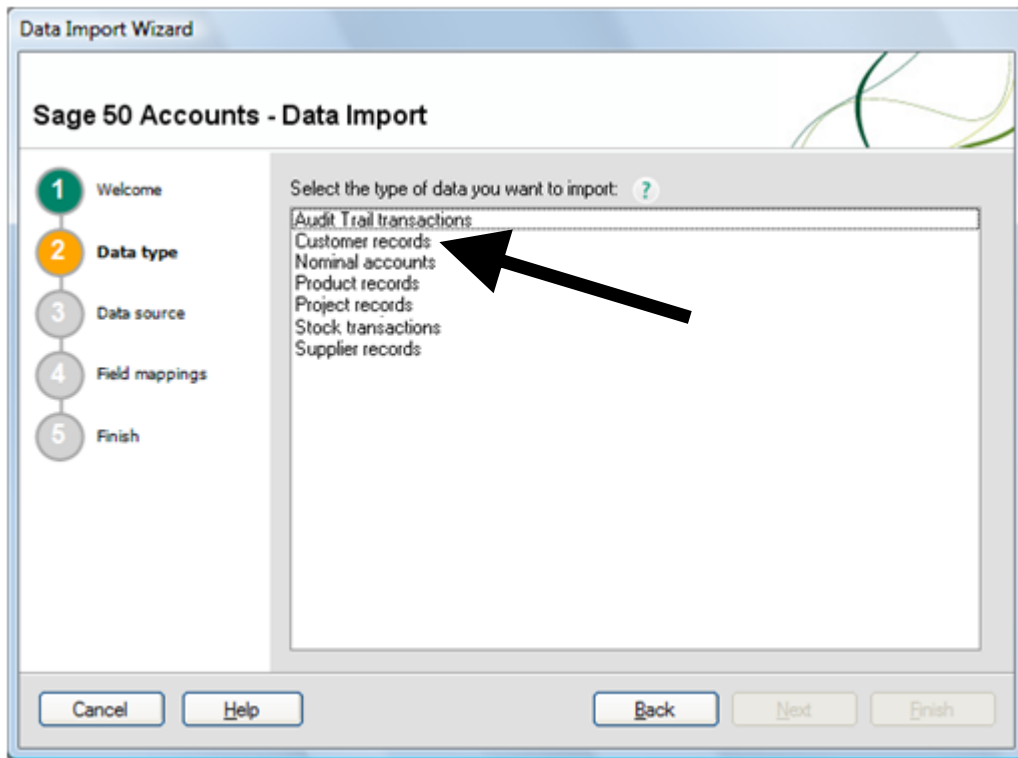 Data Import Wizard
Sage 50 Accounts - Data Import
1 Welcome
2 Data type
3 Data source
4 Field mappings
5 Finish
Select the type of data you want to import: ?
Audit Trail transactions
Customer records
Nominal accounts
Product records
Project records
Stock transactions
Supplier records
Cancel Help Back Next Finish